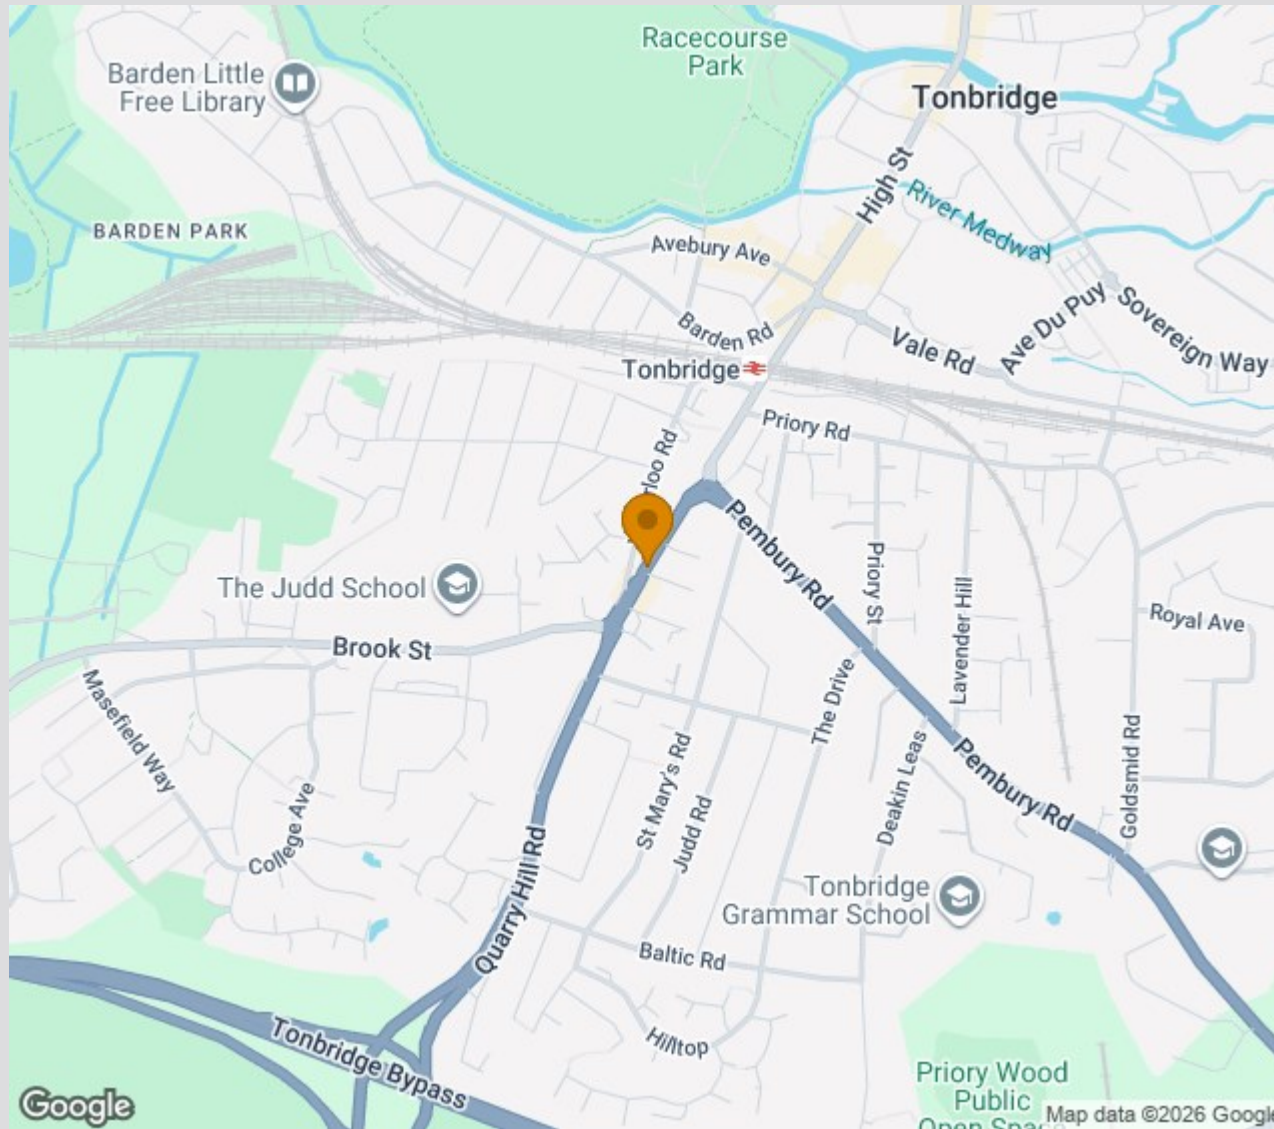 Racecourse
Park
Barden Little
Free Library
Tonbridge
High St
River Medway
BARDEN PARK
Avebury Ave
Ave Du Puy
Sovereign Way
Barden Rd
Vale Rd
Tonbridge
Priory Rd
rloo Rd
Pembury Rd
Priory St
The Judd School
Lavender Hill
Royal Ave
Brook St
Masefield Way
The Drive
Goldsmid Rd
St Mary's Rd
Deakin Leas
Pembury Rd
College Ave
Judd Rd
Quarry Hill Rd
Tonbridge
Grammar School
Baltic Rd
Hilltop
Tonbridge Bypass
Priory Wood
Public
Open Space
Google
Map data ©2026 Google